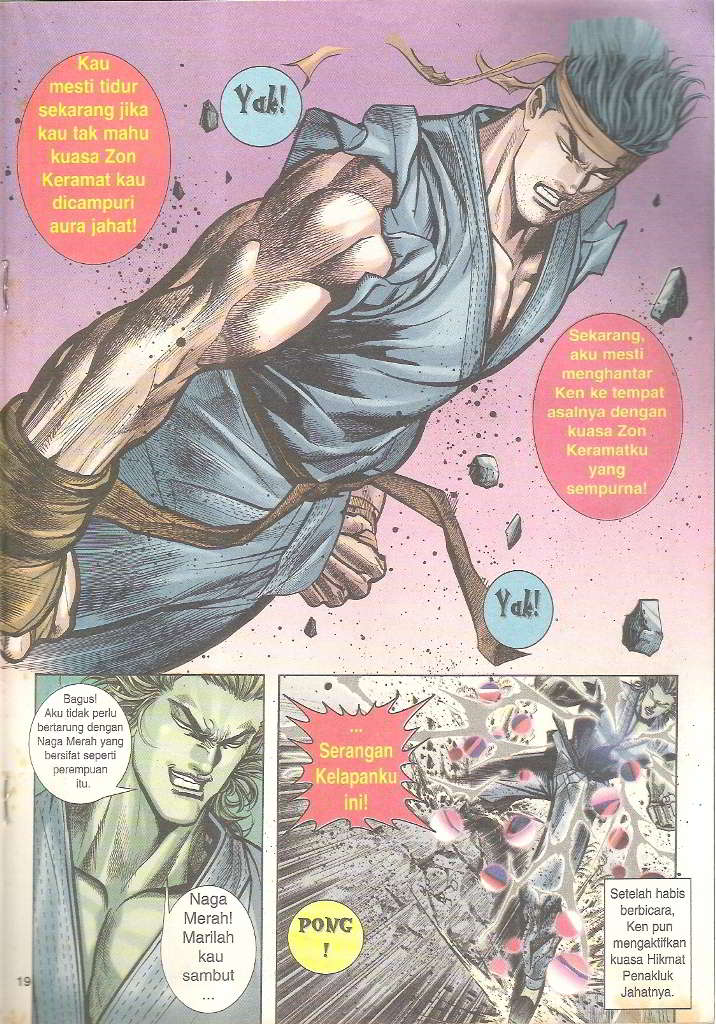 Kau
mesti tidur
sekarang jika
kau tak mahu
kuasa Zon
Keramat kau
dicampuri
aura jahat!
Yak!
Sekarang,
aku mesti
menghantar
Ken ke tempat
asalnya dengan
kuasa Zon
Keramatku
yang
sempurna!
Yak!
Bagus!
Aku tidak perlu
bertarung dengan
Naga Merah yang
bersifat seperti
perempuan
itu.
Naga
Merah!
Marilah
kau
sambut
...
...
Serangan
Kelapanku
ini!
PONG
!
Setelah habis
berbicara,
Ken pun
mengaktifkan
kuasa Hikmat
Penakluk
Jahatnya.
19